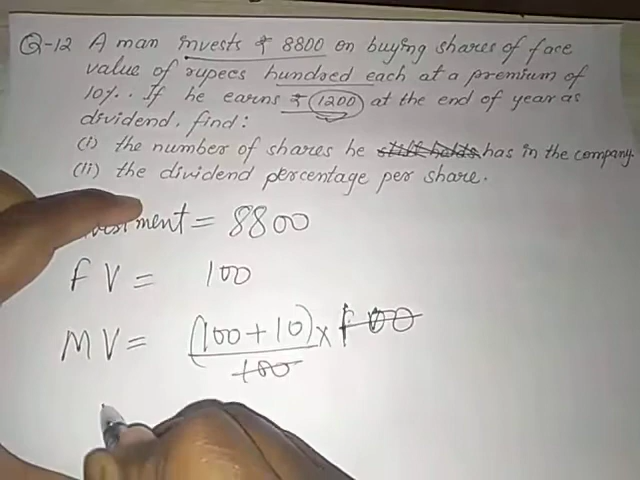 Q-12 A man invests ₹ 8800 on buying shares of face
value of rupees hundred each at a premium of
10%. If he earns ₹ 1200 at the end of year as
dividend, find:
(i) the number of shares he still holds has in the company.
(ii) the dividend percentage per share.
= 8800
FV = 100
MV = (100+10) × 100
100